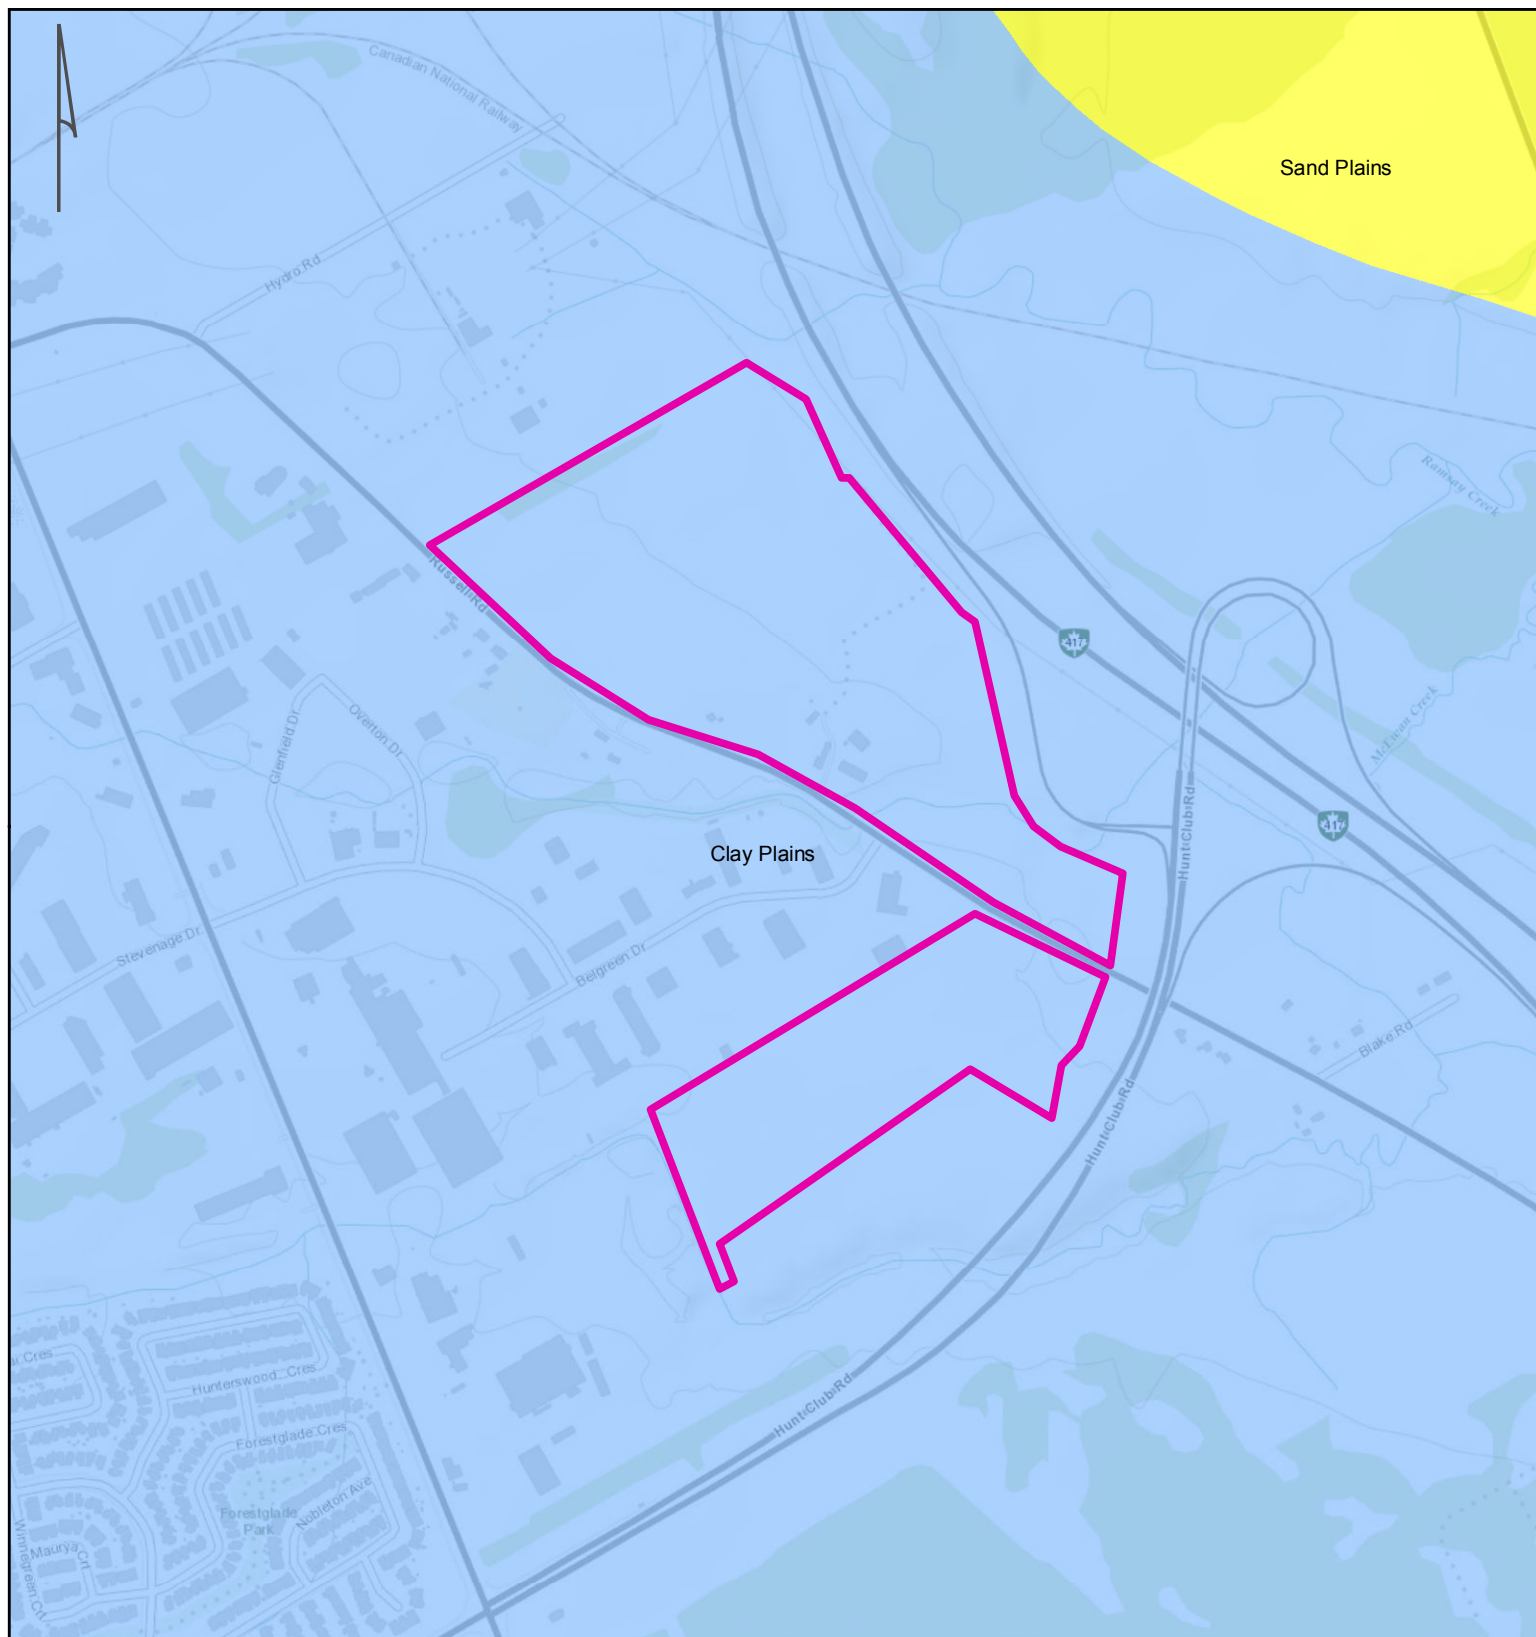 Canadian National Railway
Sand Plains
Hydro Rd
Ramsay Creek
Russell Rd
417
McEwan Creek
Glenfield Dr
Overton Dr
Hunt Club Rd
417
Clay Plains
Stevenage Dr
Belgreen Dr
Blake Rd
Hunt Club Rd
Cres
Hunterswood Cres
Hunt Club Rd
Forestglade Cres
Nobleton Ave
Forestglade
Park
Winnegreen Crt
Maurya Crt